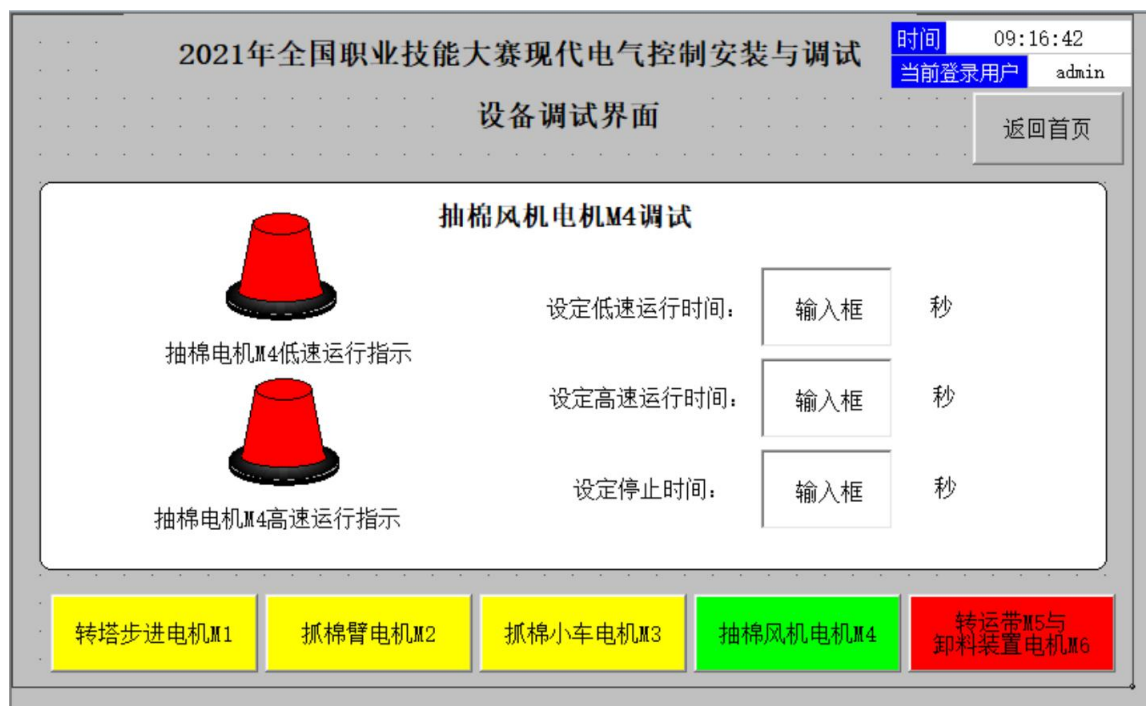 2021年全国职业技能大赛现代电气控制安装与调试
时间 09:16:42
当前登录用户 admin
设备调试界面
返回首页
抽棉风机电机M4调试
设定低速运行时间： 输入框 秒
抽棉电机M4低速运行指示
设定高速运行时间： 输入框 秒
设定停止时间： 输入框 秒
抽棉电机M4高速运行指示
转塔步进电机M1
抓棉臂电机M2
抓棉小车电机M3
抽棉风机电机M4
转运带M5与
卸料装置电机M6